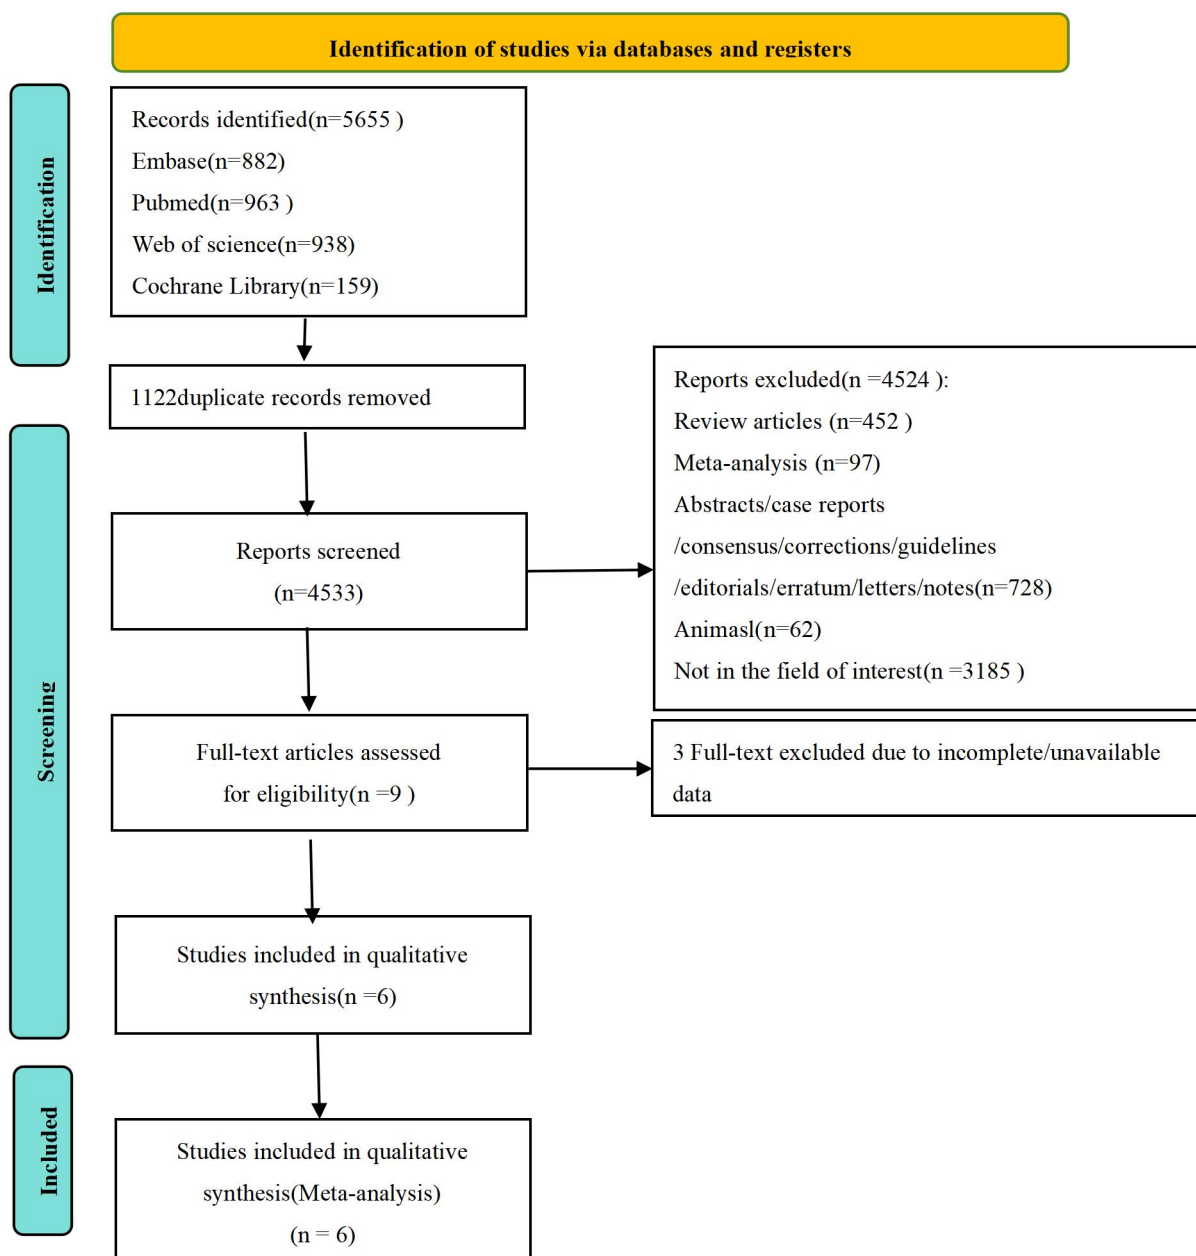 Identification of studies via databases and registers
Identification
Records identified(n=5655 )
Embase(n=882)
Pubmed(n=963 )
Web of science(n=938)
Cochrane Library(n=159)
1122duplicate records removed
Screening
Reports screened
(n=4533)
Reports excluded(n =4524 ):
Review articles (n=452 )
Meta-analysis (n=97)
Abstracts/case reports
/consensus/corrections/guidelines
/editorials/erratum/letters/notes(n=728)
Animasl(n=62)
Not in the field of interest(n =3185 )
Full-text articles assessed
for eligibility(n =9 )
3 Full-text excluded due to incomplete/unavailable
data
Studies included in qualitative
synthesis(n =6)
Included
Studies included in qualitative
synthesis(Meta-analysis)
(n = 6)